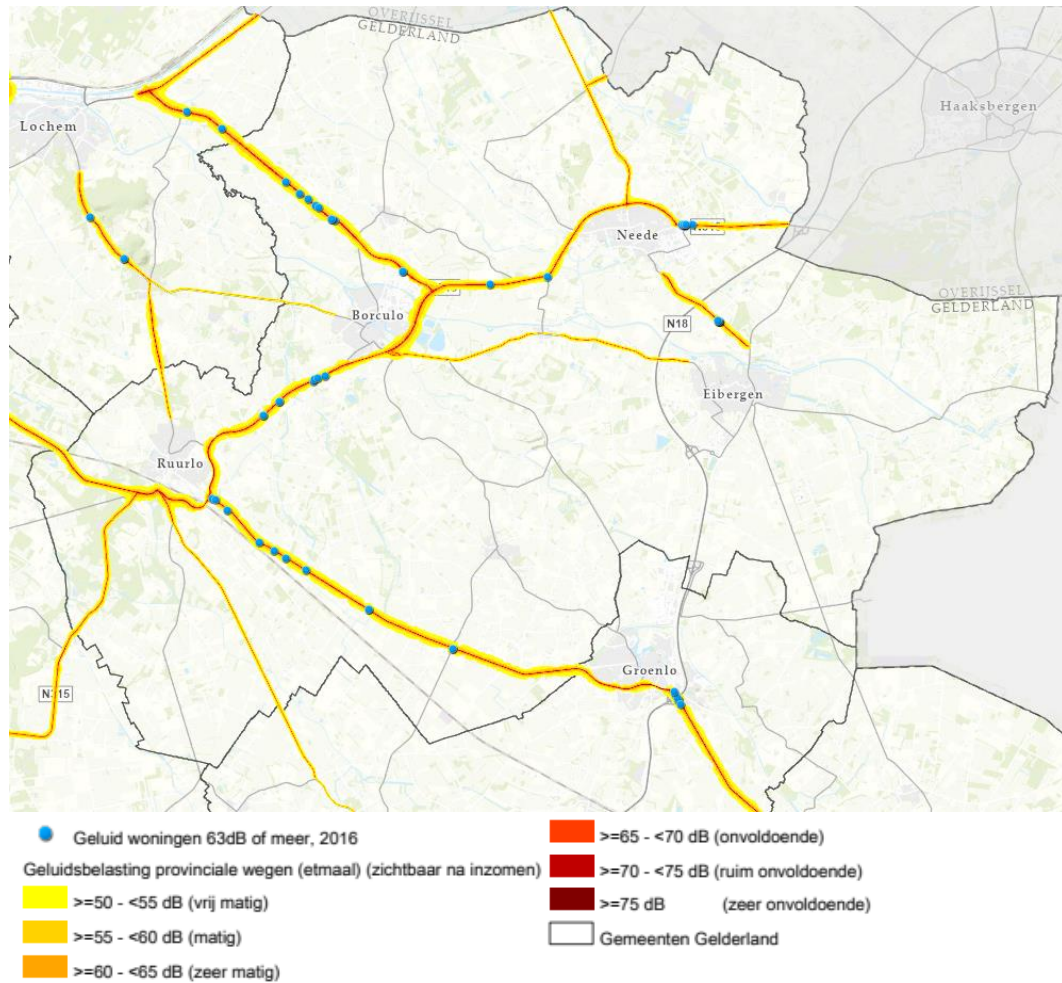 OVERIJSSEL
GELDERLAND
Haaksbergen
Lochem
Neede
Borculo
N18
OVERIJSSEL
GELDERLAND
Eibergen
Ruurlo
Groenlo
N315
Geluid woningen 63dB of meer, 2016
Geluidsbelasting provinciale wegen (etmaal) (zichtbaar na inzomen)
>=50 - <55 dB (vrij matig)
>=55 - <60 dB (matig)
>=60 - <65 dB (zeer matig)
>=65 - <70 dB (onvoldoende)
>=70 - <75 dB (ruim onvoldoende)
>=75 dB (zeer onvoldoende)
Gemeenten Gelderland